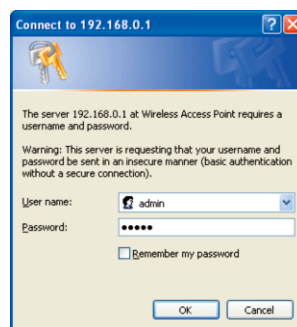 Connect to 192.168.0.1
The server 192.168.0.1 at Wireless Access Point requires a
username and password.
Warning: This server is requesting that your username and
password be sent in an insecure manner (basic authentication
without a secure connection).
User name:
admin
Password:
•••••
Remember my password
OK
Cancel